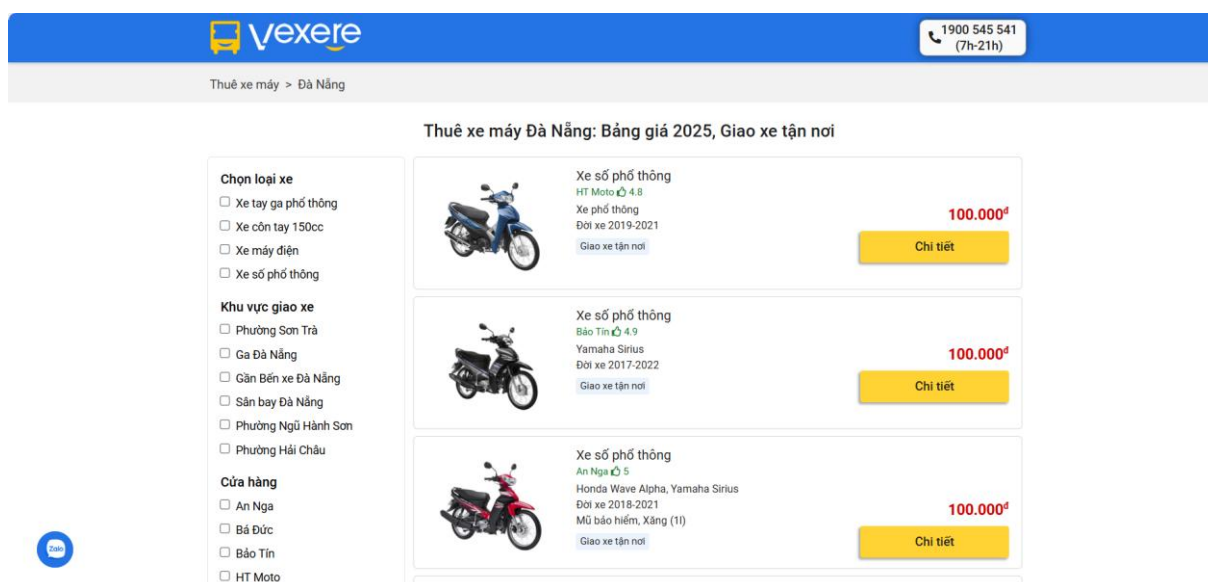 vexere
1900 545 541
(7h-21h)
Thuê xe máy > Đà Nẵng
Thuê xe máy Đà Nẵng: Bảng giá 2025, Giao xe tận nơi
Chọn loại xe
Xe tay ga phổ thông
Xe côn tay 150cc
Xe máy điện
Xe số phổ thông
Khu vực giao xe
Phường Sơn Trà
Ga Đà Nẵng
Gần Bến xe Đà Nẵng
Sân bay Đà Nẵng
Phường Ngũ Hành Sơn
Phường Hải Châu
Cửa hàng
An Nga
Bá Đức
Bảo Tín
HT Moto
Xe số phổ thông
HT Moto 4.8
Xe phổ thông
Đời xe 2019-2021
Giao xe tận nơi
100.000đ
Chi tiết
Xe số phổ thông
Bảo Tín 4.9
Yamaha Sirius
Đời xe 2017-2022
Giao xe tận nơi
100.000đ
Chi tiết
Xe số phổ thông
An Nga 5
Honda Wave Alpha, Yamaha Sirius
Đời xe 2018-2021
Mũ bảo hiểm, Xăng (1l)
Giao xe tận nơi
100.000đ
Chi tiết
Zalo